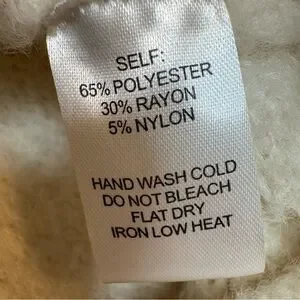 SELF:
65% POLYESTER
30% RAYON
5% NYLON
HAND WASH COLD
DO NOT BLEACH
FLAT DRY
IRON LOW HEAT